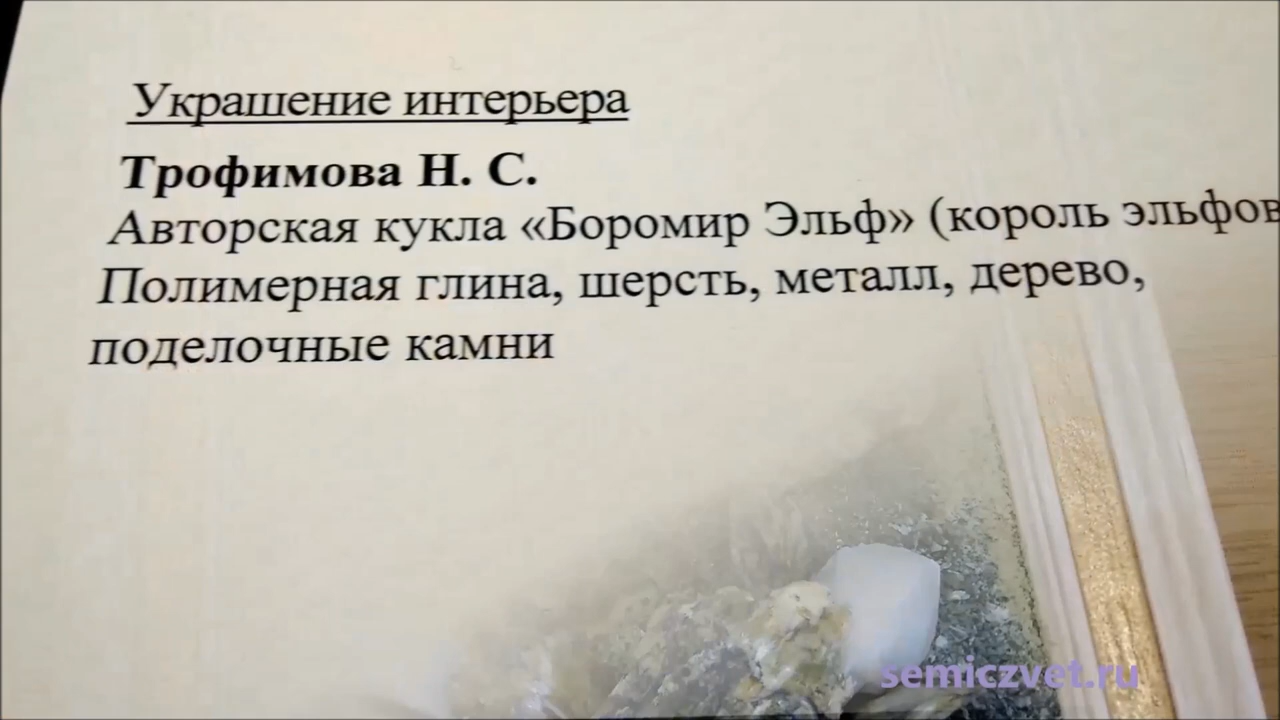 Украшение интерьера
Трофимова Н. С.
Авторская кукла «Боромир Эльф» (король эльфов
Полимерная глина, шерсть, металл, дерево,
поделочные камни
semiczvet.ru